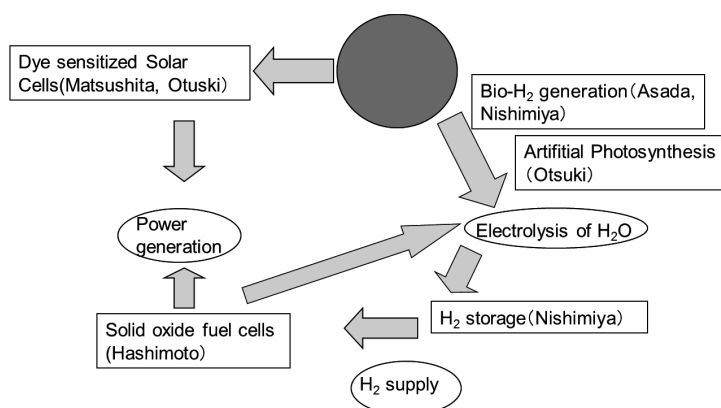 Dye sensitized Solar
Cells(Matsushita, Otuski)
Bio-H₂ generation（Asada,
Nishimiya）
Artifitial Photosynthesis
（Otsuki）
Power
generation
Electrolysis of H₂O
Solid oxide fuel cells
(Hashimoto）
H₂ storage（Nishimiya）
H₂ supply